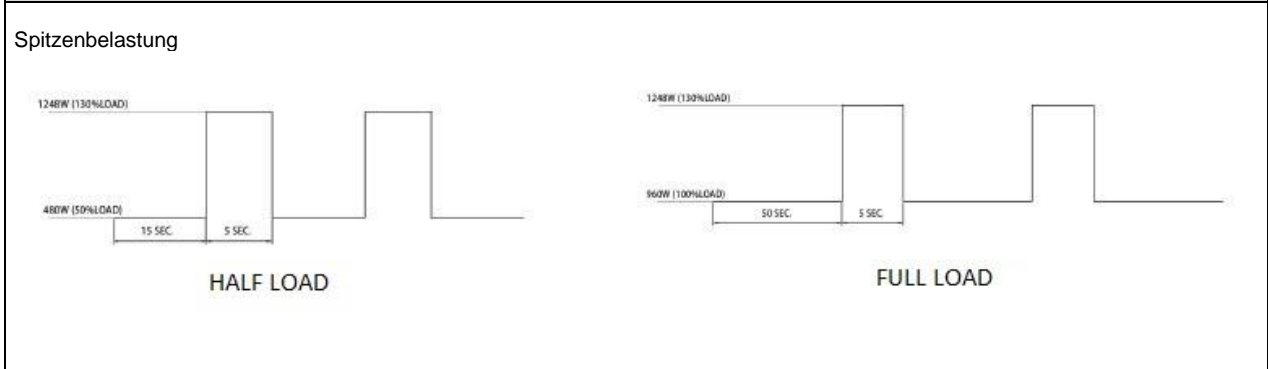 Spitzenbelastung
1248W (130%LOAD)
480W (50%LOAD)
15 SEC.
5 SEC.
HALF LOAD
1248W (130%LOAD)
960W (100%LOAD)
50 SEC.
5 SEC.
FULL LOAD